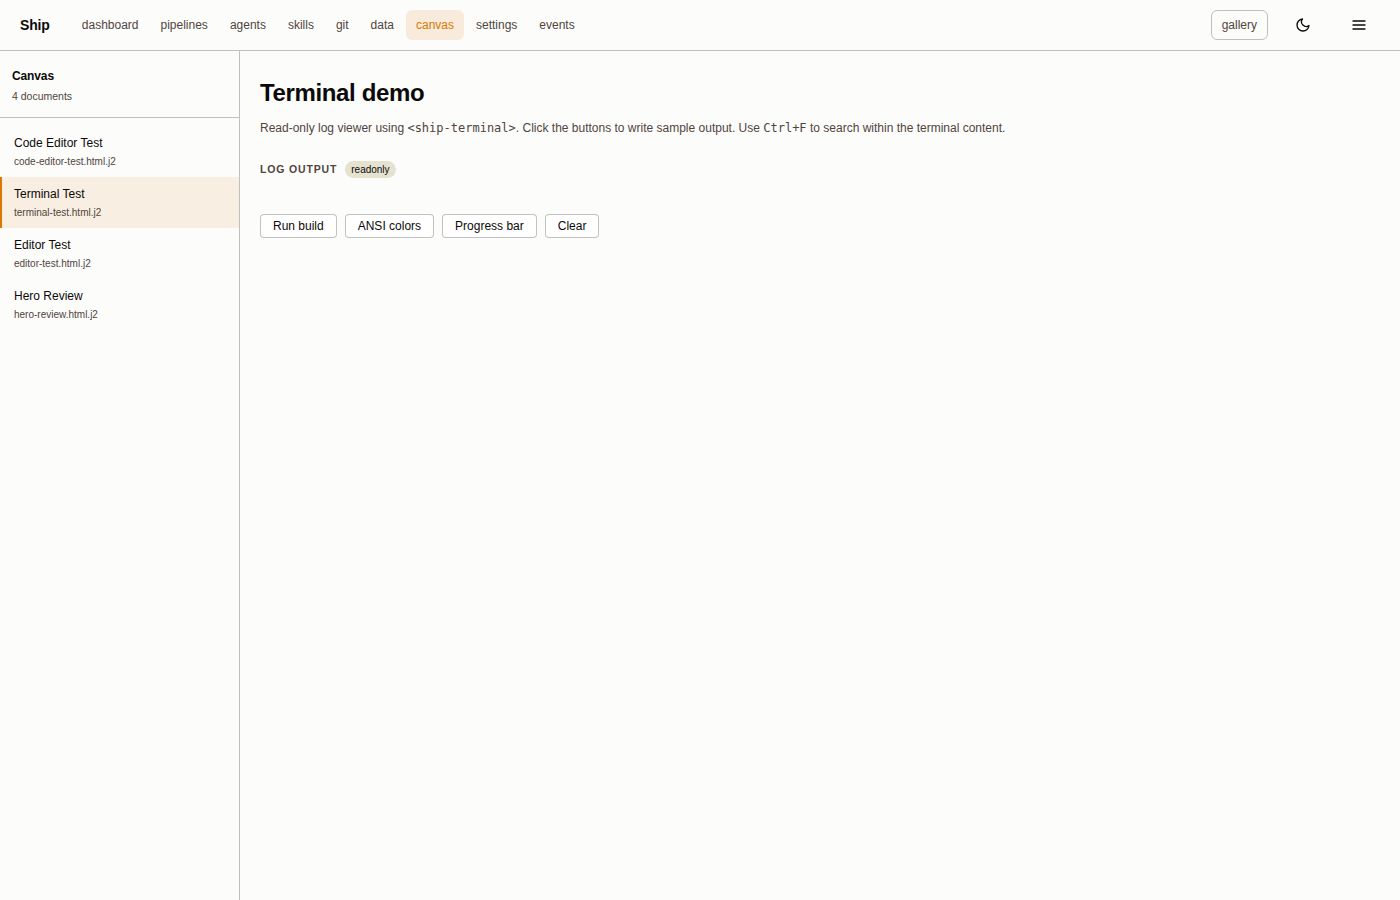 Ship dashboard pipelines agents skills git data canvas settings events gallery
Canvas
4 documents
Code Editor Test
code-editor-test.html.j2
Terminal Test
terminal-test.html.j2
Editor Test
editor-test.html.j2
Hero Review
hero-review.html.j2
Terminal demo
Read-only log viewer using <ship-terminal>. Click the buttons to write sample output. Use Ctrl+F to search within the terminal content.
LOG OUTPUT readonly
Run build ANSI colors Progress bar Clear